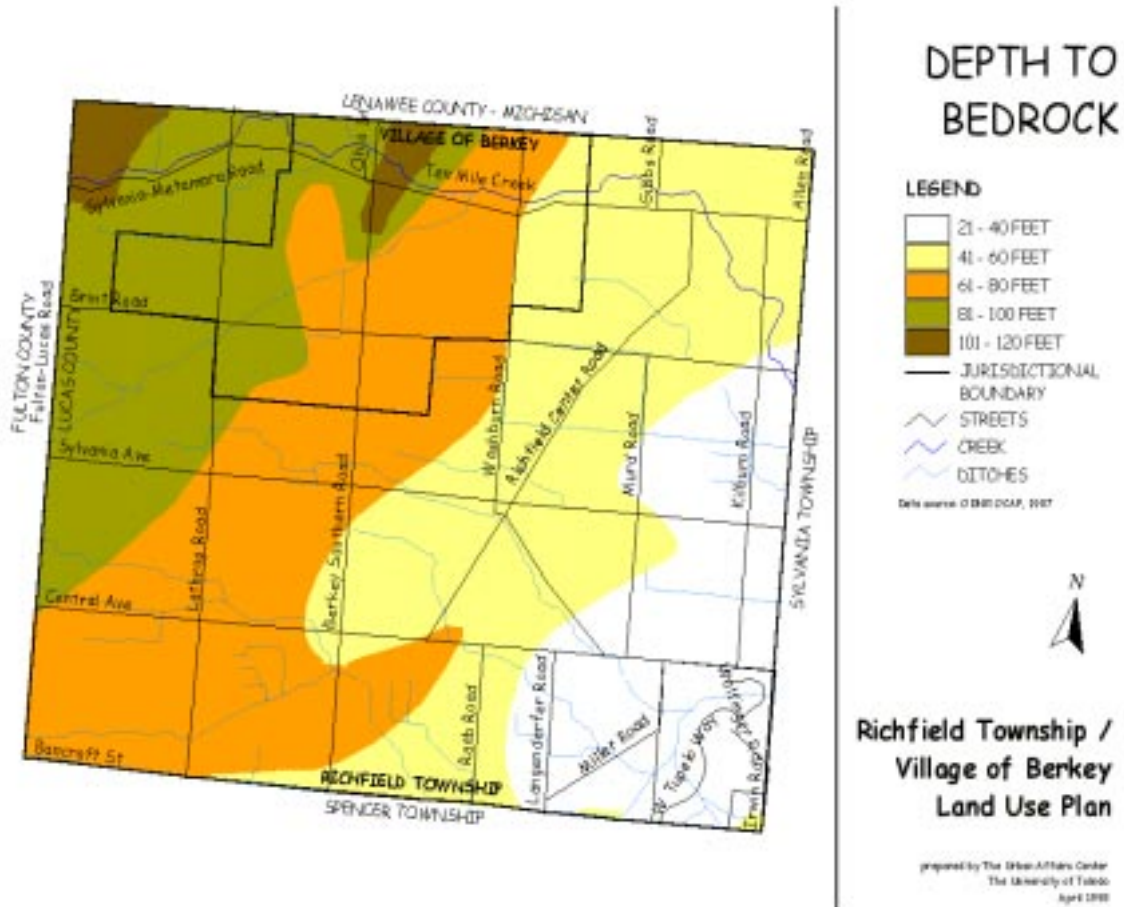 DEPTH TO
BEDROCK
LEGEND
21 - 40 FEET
41 - 60 FEET
61 - 80 FEET
81 - 100 FEET
101 - 120 FEET
JURISDICTIONAL
BOUNDARY
STREETS
CREEK
DITCHES
N
Richfield Township /
Village of Berkey
Land Use Plan
prepared by The Urban Affairs Center
The University of Toledo
LENAWEE COUNTY - MICHIGAN
VILLAGE OF BERKEY
Ten Mile Creek
Sylvania-Metamora Road
Gibbs Road
Allen Road
Brint Road
FULTON COUNTY
Fulton-Lucas Road
LUCAS COUNTY
Sylvania Ave
Washburn Road
Richfield Center Road
Murd Road
Kilburn Road
SYLVANIA TOWNSHIP
Lathrop Road
Berkey Southern Road
Central Ave
Raab Road
Langenderfer Road
Miller Road
W Tupelo Way
Irwin Road
Bancroft St
RICHFIELD TOWNSHIP
SPENCER TOWNSHIP